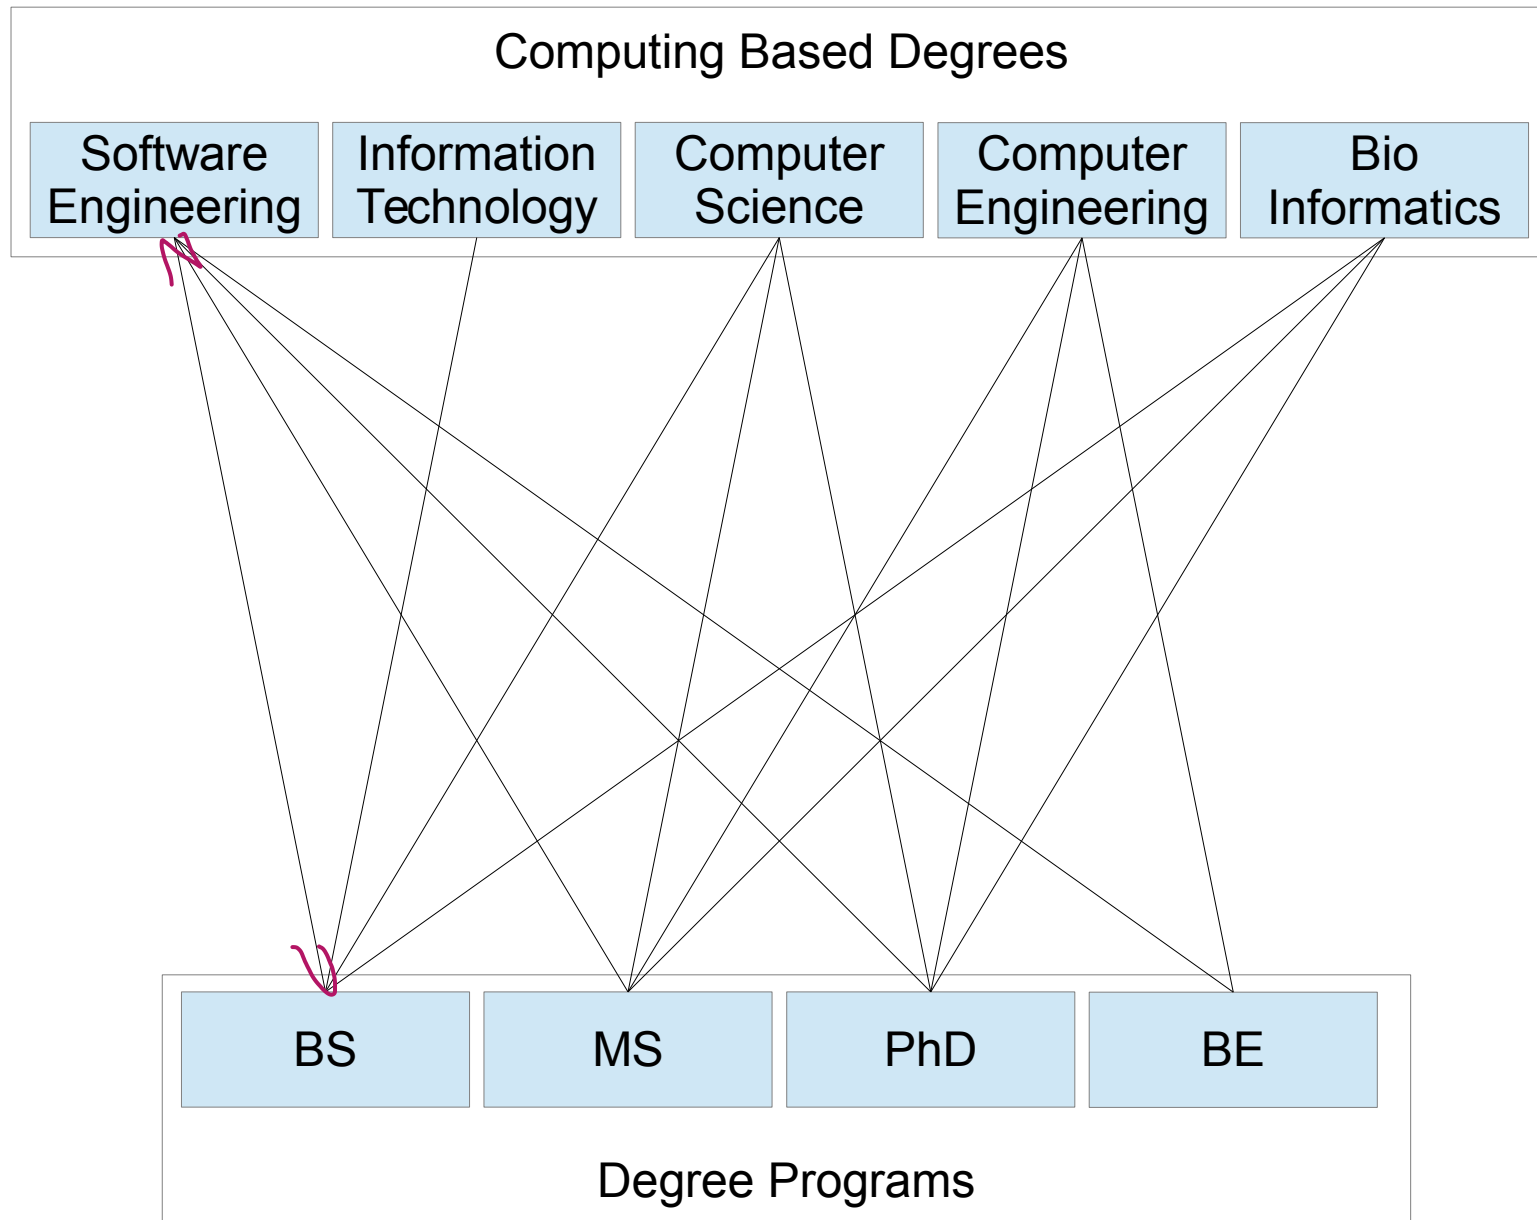 Computing Based Degrees
Software
Engineering
Information
Technology
Computer
Science
Computer
Engineering
Bio
Informatics
BS
MS
PhD
BE
Degree Programs